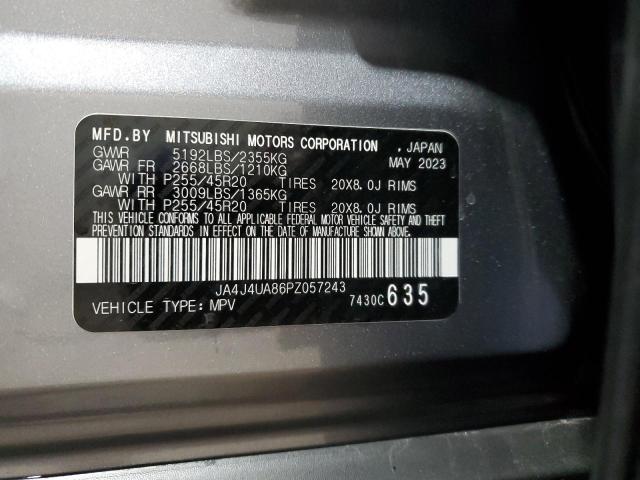 MFD.BY MITSUBISHI MOTORS CORPORATION , JAPAN
GVWR 5192LBS/2355KG MAY 2023
GAWR FR 2668LBS/1210KG
WITH P255/45R20 TIRES 20X8.0J RIMS
GAWR RR 3009LBS/1365KG
WITH P255/45R20 TIRES 20X8.0J RIMS
THIS VEHICLE CONFORMS TO ALL APPLICABLE FEDERAL MOTOR VEHICLE SAFETY AND THEFT
PREVENTION STANDARDS IN EFFECT ON THE DATE OF MANUFACTURE SHOWN ABOVE.
JA4J4UA86PZ057243
VEHICLE TYPE: MPV 7430C 635